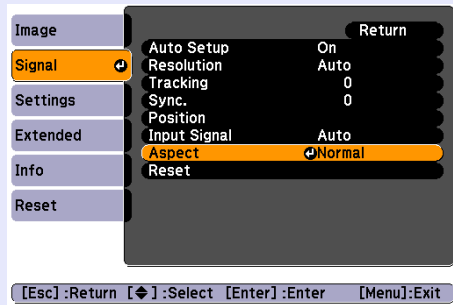 Image
Signal
Settings
Extended
Info
Reset
Return
Auto Setup On
Resolution Auto
Tracking 0
Sync. 0
Position
Input Signal Auto
Aspect Normal
Reset
[Esc] :Return [◆] :Select [Enter] :Enter [Menu]:Exit